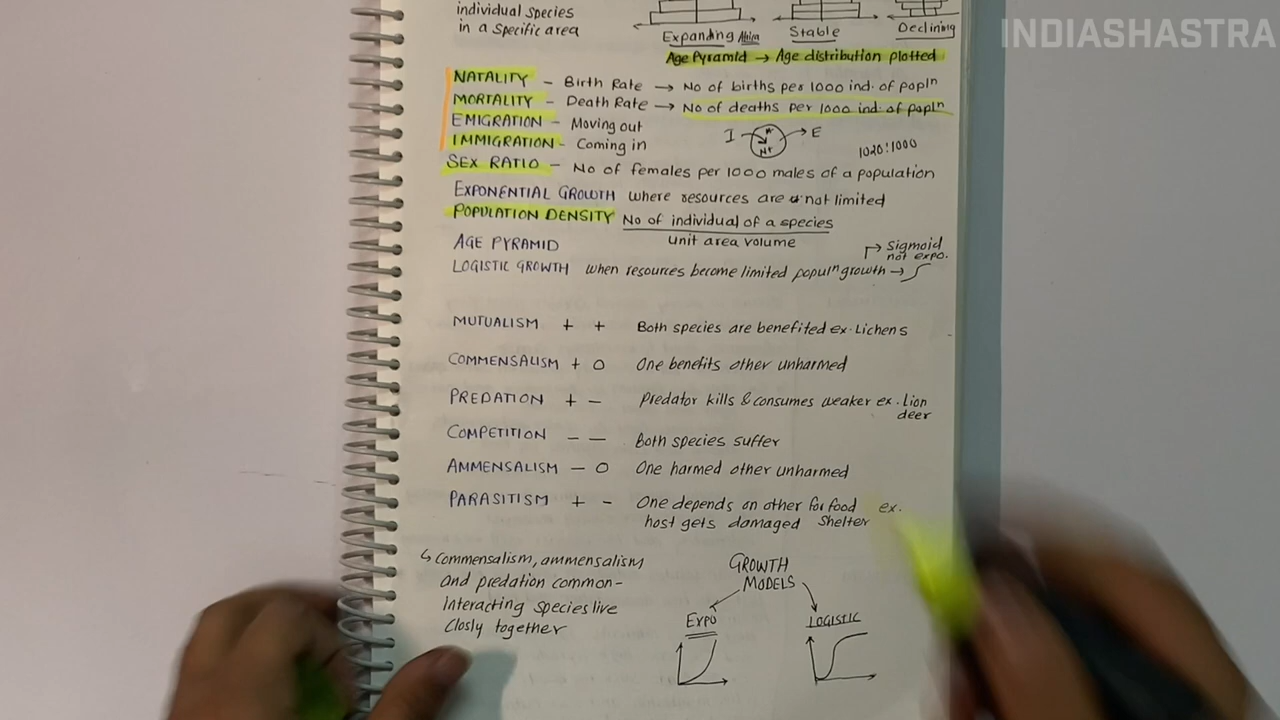 INDIASHASTRA
individual species
in a specific area
Expanding Africa Stable Declining
Age Pyramid → Age distribution plotted
NATALITY – Birth Rate → No of births per 1000 ind. of popln
MORTALITY – Death Rate → No of deaths per 1000 ind of popln
EMIGRATION – Moving out
IMMIGRATION – Coming in
I E
N+
1020:1000
SEX RATIO – No of females per 1000 males of a population
EXPONENTIAL GROWTH where resources are not limited
POPULATION DENSITY No of individual of a species
unit area volume
AGE PYRAMID
Sigmoid
not expo.
LOGISTIC GROWTH when resources become limited populn growth →
MUTUALISM + + Both species are benefited ex. Lichens
COMMENSALISM + 0 One benefits other unharmed
PREDATION + – Predator kills & consumes weaker ex. Lion
deer
COMPETITION – – Both species suffer
AMMENSALISM – 0 One harmed other unharmed
PARASITISM + – One depends on other for food ex.
host gets damaged Shelter
↳ Commensalism, ammensalism
and predation common-
Interacting species live
Closly together
GROWTH
MODELS
EXPO LOGISTIC